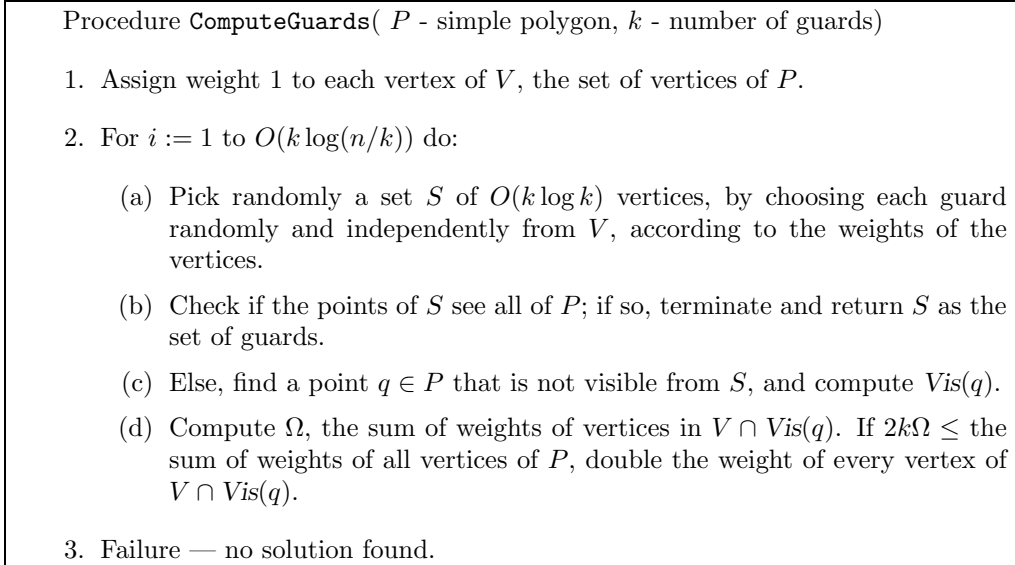 Procedure ComputeGuards( P - simple polygon, k - number of guards)
1. Assign weight 1 to each vertex of V, the set of vertices of P.
2. For i := 1 to O(k log(n/k)) do:
(a) Pick randomly a set S of O(k log k) vertices, by choosing each guard
randomly and independently from V, according to the weights of the
vertices.
(b) Check if the points of S see all of P; if so, terminate and return S as the
set of guards.
(c) Else, find a point q ∈ P that is not visible from S, and compute Vis(q).
(d) Compute Ω, the sum of weights of vertices in V ∩ Vis(q). If 2kΩ ≤ the
sum of weights of all vertices of P, double the weight of every vertex of
V ∩ Vis(q).
3. Failure — no solution found.